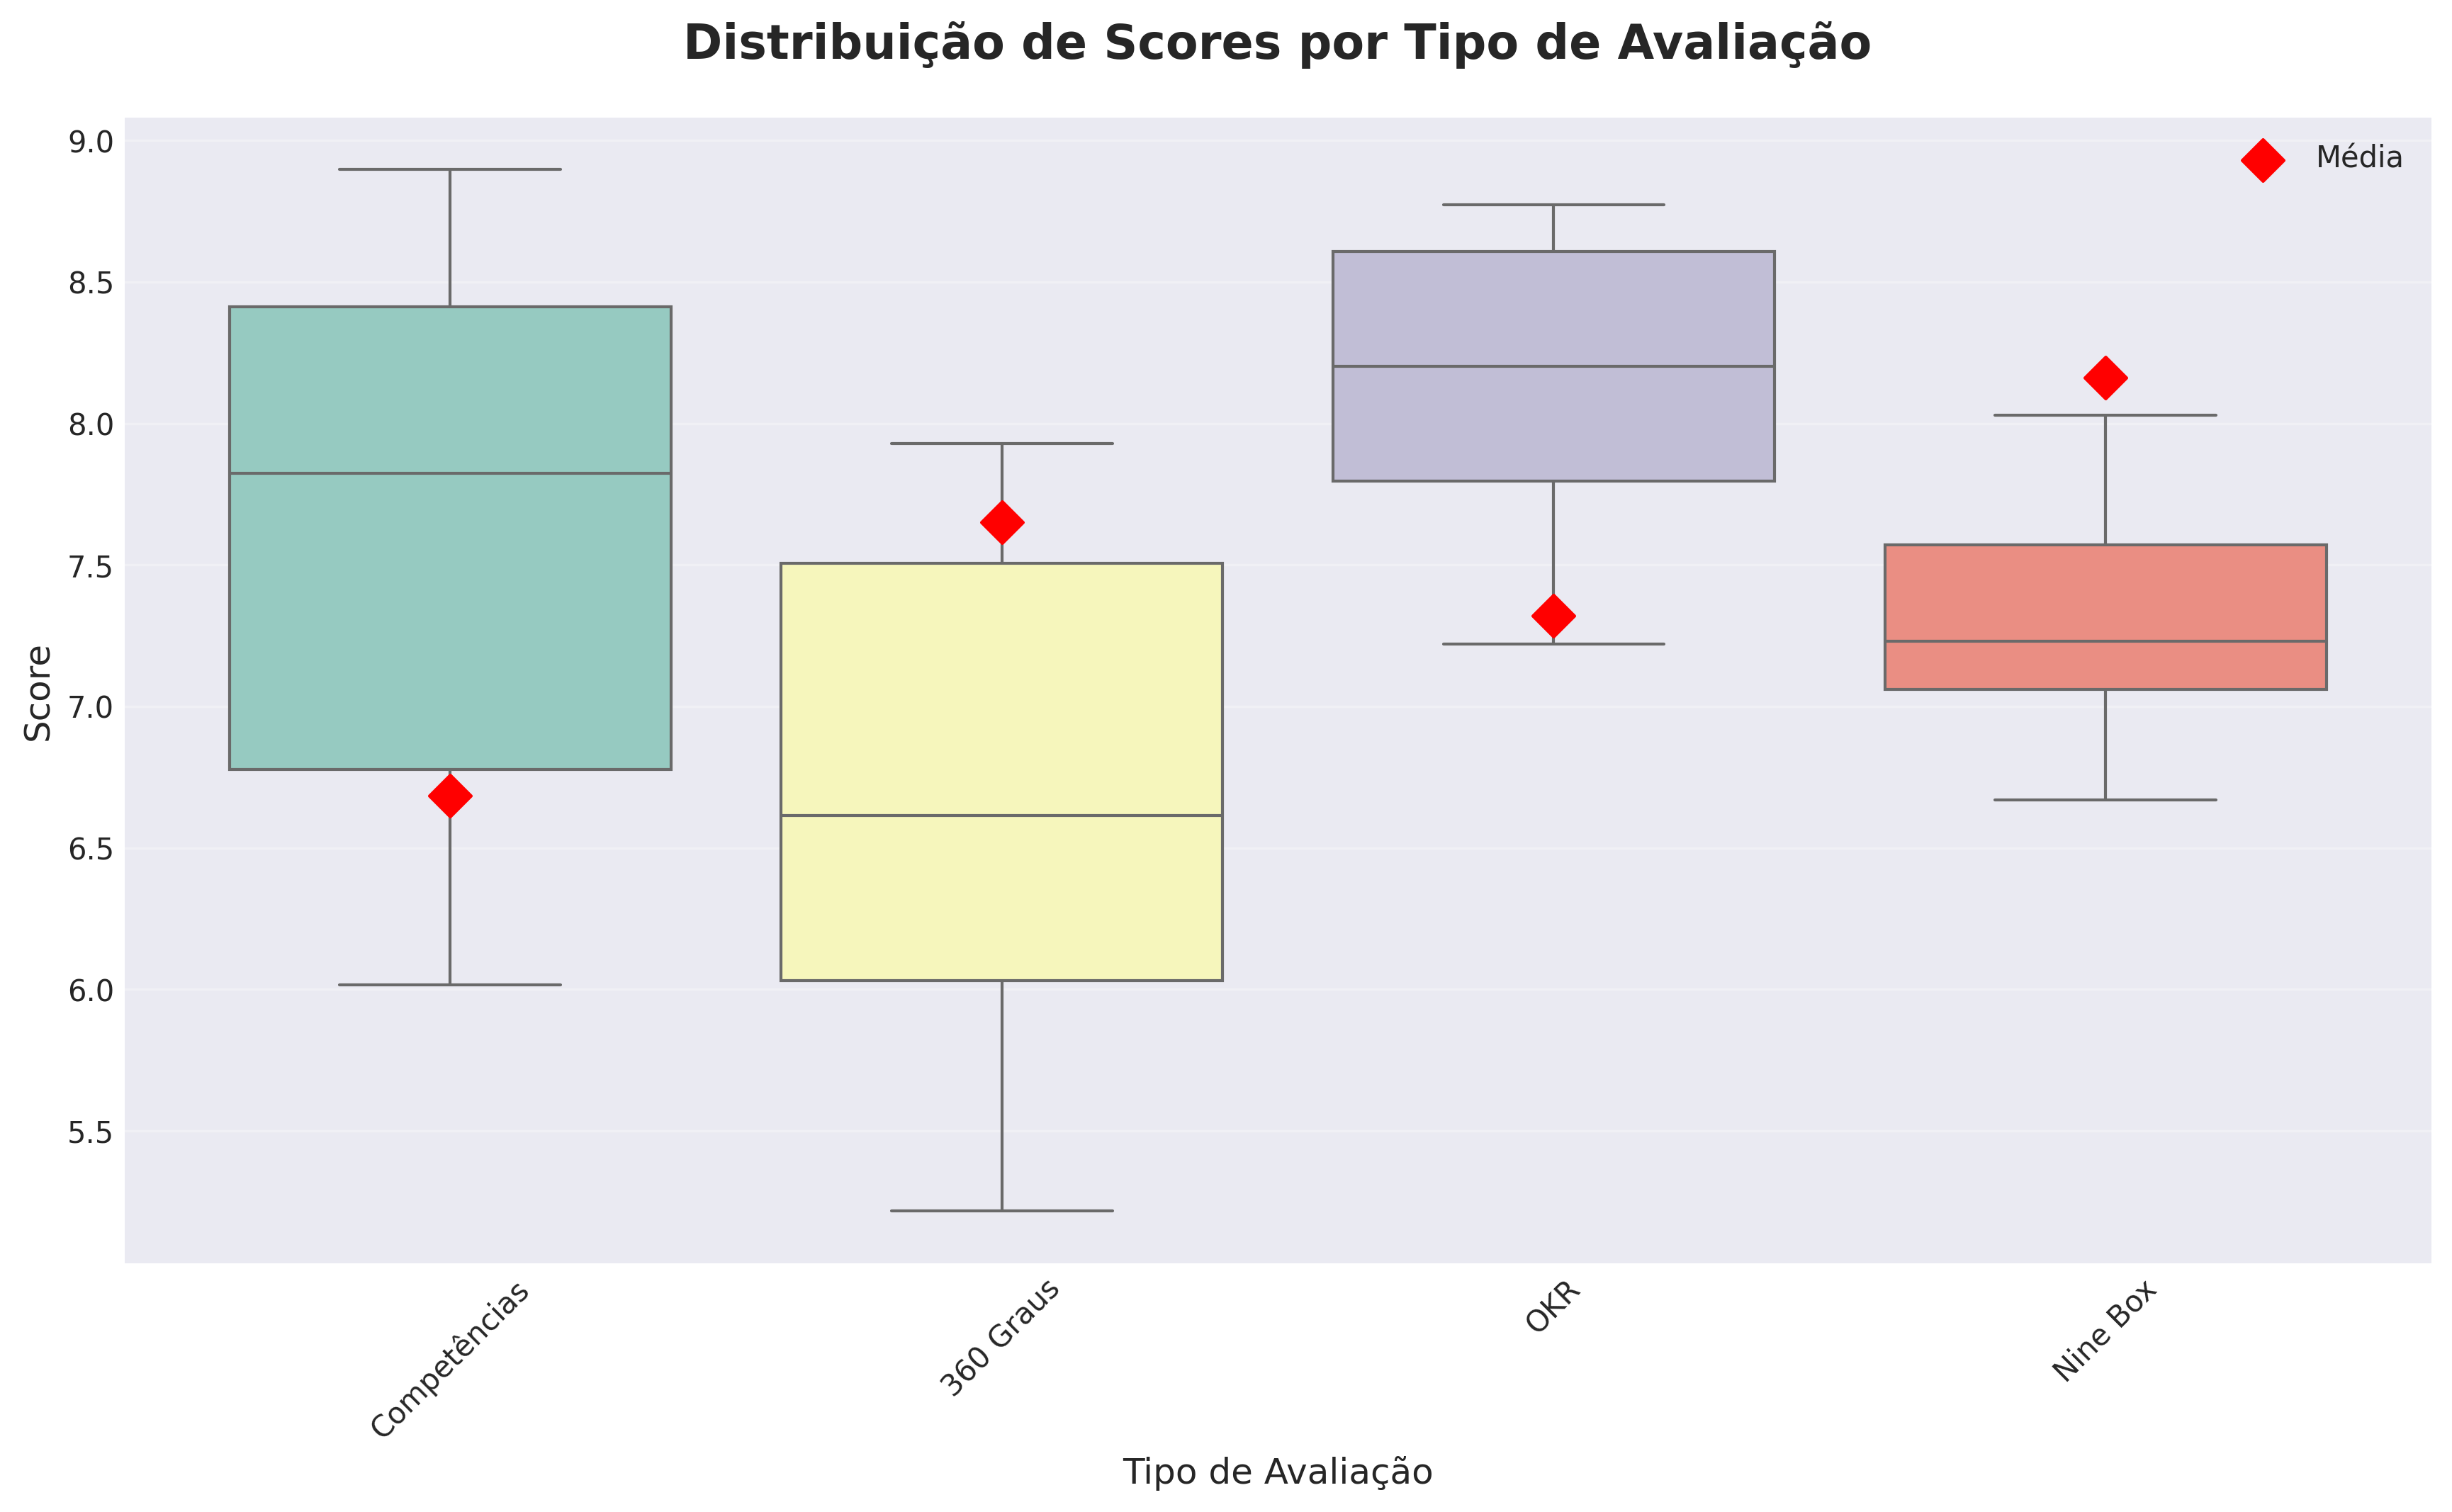 Distribuição de Scores por Tipo de Avaliação
Média
9.0
8.5
8.0
7.5
7.0
6.5
6.0
5.5
Score
Competências
360 Graus
OKR
Nine Box
Tipo de Avaliação